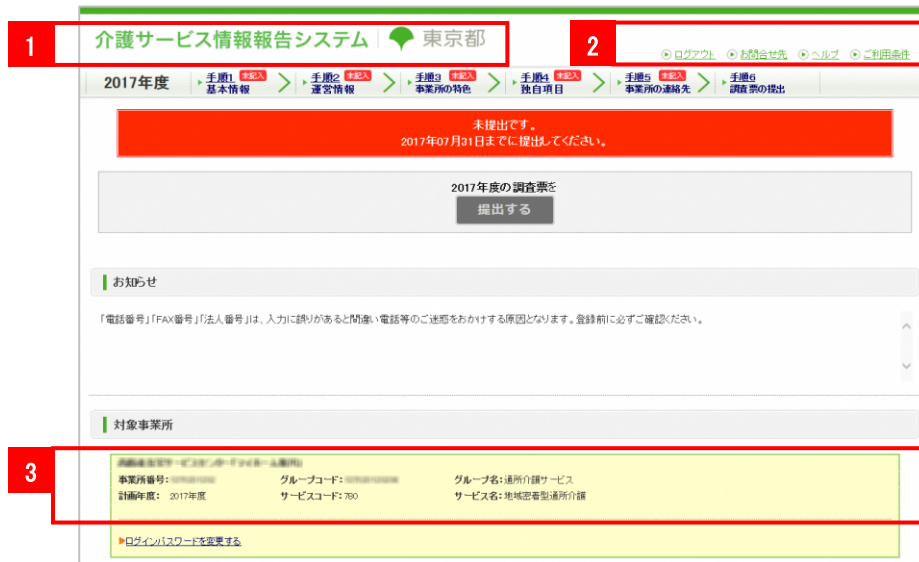 1
介護サービス情報報告システム 東京都
2
ログアウト お問合せ先 ヘルプ ご利用条件
2017年度
手順1 未記入
基本情報
手順2 未記入
運営情報
手順3 未記入
事業所の特色
手順4 未記入
独自項目
手順5 未記入
事業所の連絡先
手順6
調査票の提出
未提出です。
2017年07月31日までに提出してください。
2017年度の調査票を
提出する
お知らせ
「電話番号」「FAX番号」「法人番号」は、入力に誤りがあると間違い電話等のご迷惑をおかけする原因となります。登録前に必ずご確認ください。
対象事業所
3
事業所番号: グループコード: グループ名:通所介護サービス
計画年度: 2017年度 サービスコード:780 サービス名:地域密着型通所介護
ログインパスワードを変更する